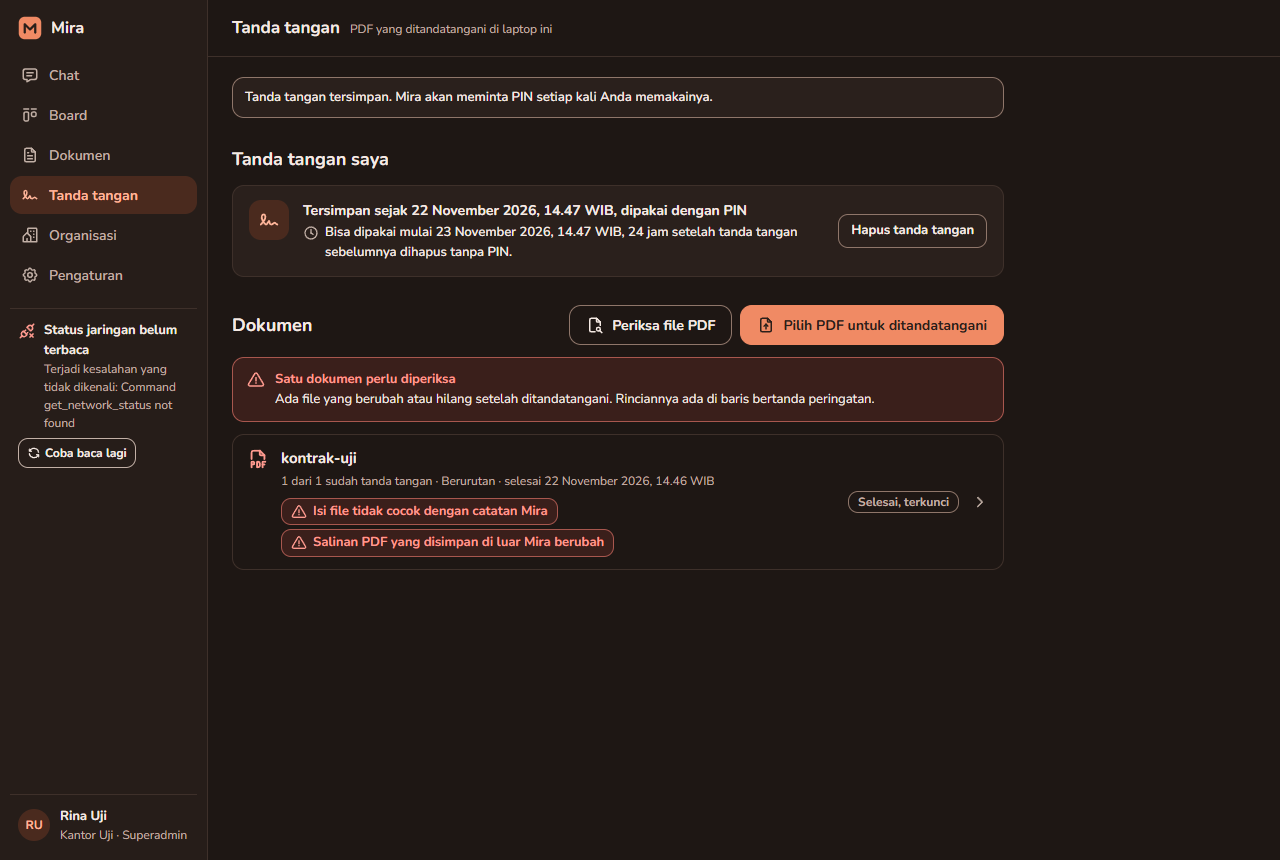 Mira
Chat
Board
Dokumen
Tanda tangan
Organisasi
Pengaturan
Status jaringan belum
terbaca
Terjadi kesalahan yang
tidak dikenali: Command
get_network_status not
found
Coba baca lagi
RU
Rina Uji
Kantor Uji · Superadmin
Tanda tangan PDF yang ditandatangani di laptop ini
Tanda tangan tersimpan. Mira akan meminta PIN setiap kali Anda memakainya.
Tanda tangan saya
Tersimpan sejak 22 November 2026, 14.47 WIB, dipakai dengan PIN
Bisa dipakai mulai 23 November 2026, 14.47 WIB, 24 jam setelah tanda tangan
sebelumnya dihapus tanpa PIN.
Hapus tanda tangan
Dokumen
Periksa file PDF
Pilih PDF untuk ditandatangani
Satu dokumen perlu diperiksa
Ada file yang berubah atau hilang setelah ditandatangani. Rinciannya ada di baris bertanda peringatan.
PDF
kontrak-uji
1 dari 1 sudah tanda tangan · Berurutan · selesai 22 November 2026, 14.46 WIB
Isi file tidak cocok dengan catatan Mira
Salinan PDF yang disimpan di luar Mira berubah
Selesai, terkunci